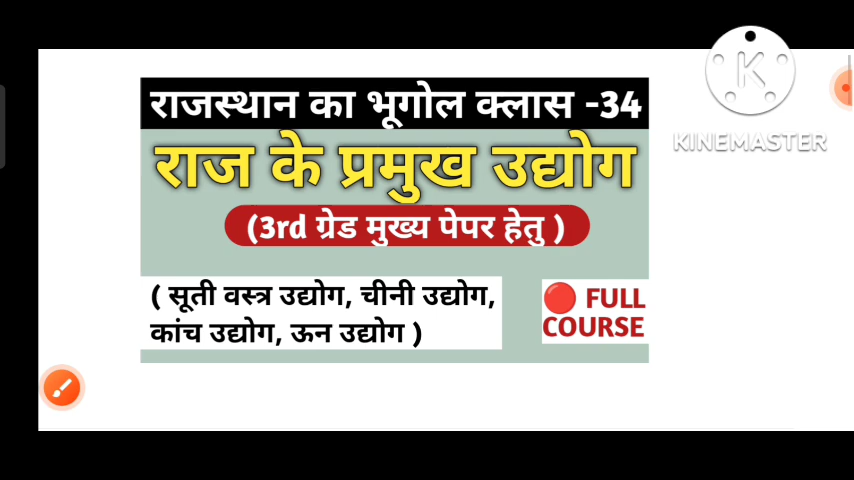 राजस्थान का भूगोल क्लास -34
राज के प्रमुख उद्योग
(3rd ग्रेड मुख्य पेपर हेतु )
( सूती वस्त्र उद्योग, चीनी उद्योग,
कांच उद्योग, ऊन उद्योग )
FULL
COURSE
K
KINEMASTER